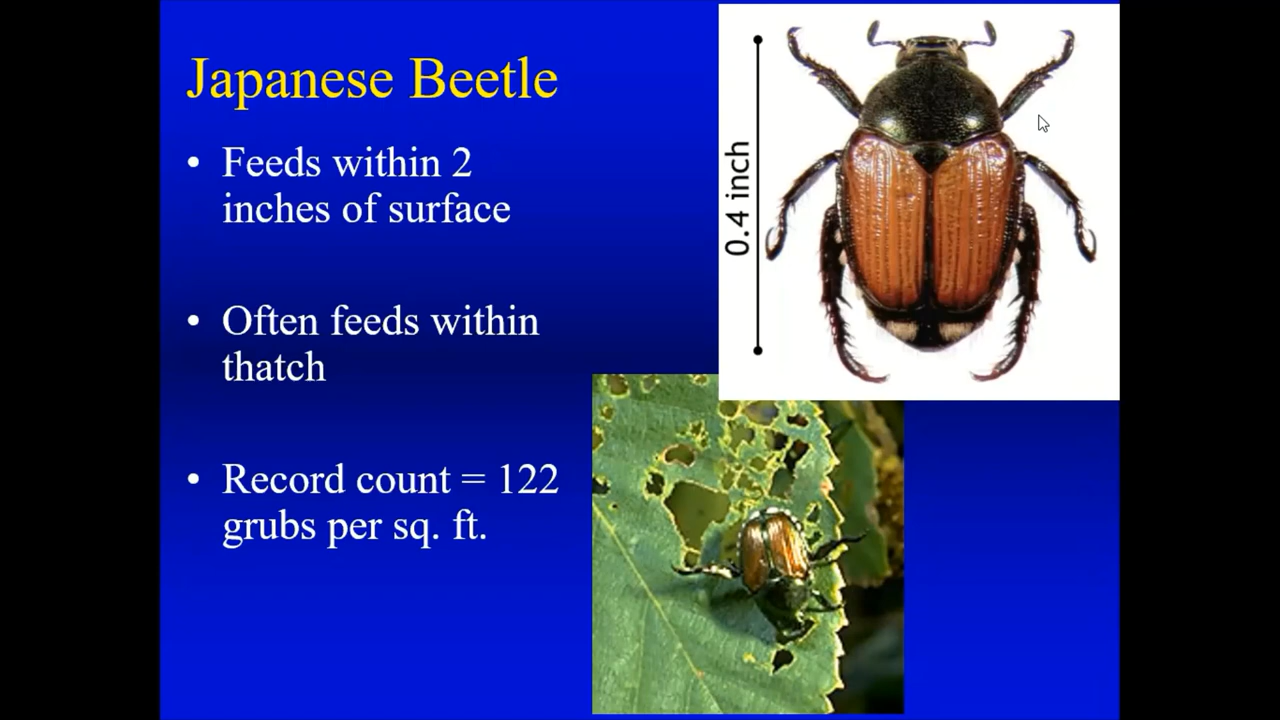 Japanese Beetle
• Feeds within 2
inches of surface
• Often feeds within
thatch
• Record count = 122
grubs per sq. ft.
0.4 inch